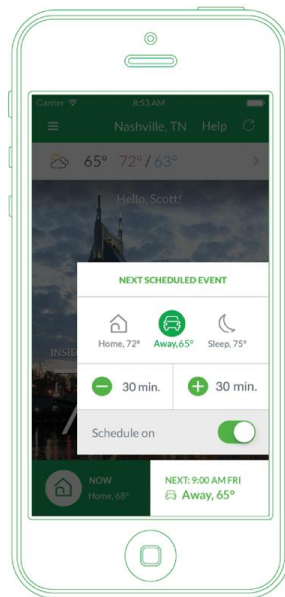 Carrier 8:53 AM
Nashville, TN Help
65° 72° / 63°
Hello, Scott!
NEXT SCHEDULED EVENT
Home, 72° Away, 65° Sleep, 75°
30 min. 30 min.
Schedule on
NOW
Home, 68°
NEXT: 9:00 AM FRI
Away, 65°